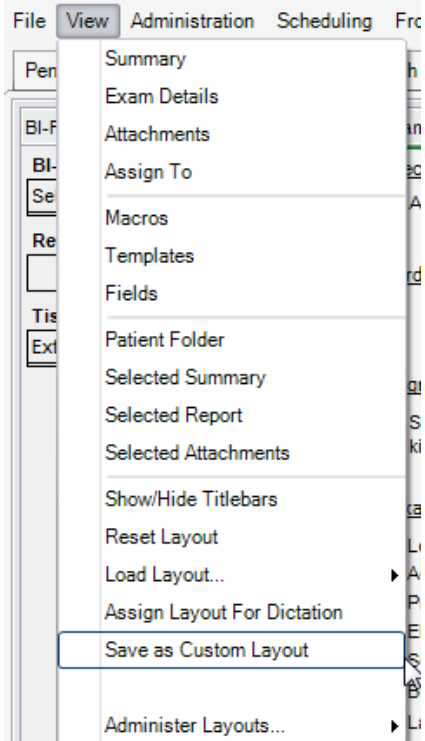 File View Administration Scheduling
Summary
Exam Details
Attachments
Assign To
Macros
Templates
Fields
Patient Folder
Selected Summary
Selected Report
Selected Attachments
Show/Hide Titlebars
Reset Layout
Load Layout...
Assign Layout For Dictation
Save as Custom Layout
Administer Layouts...